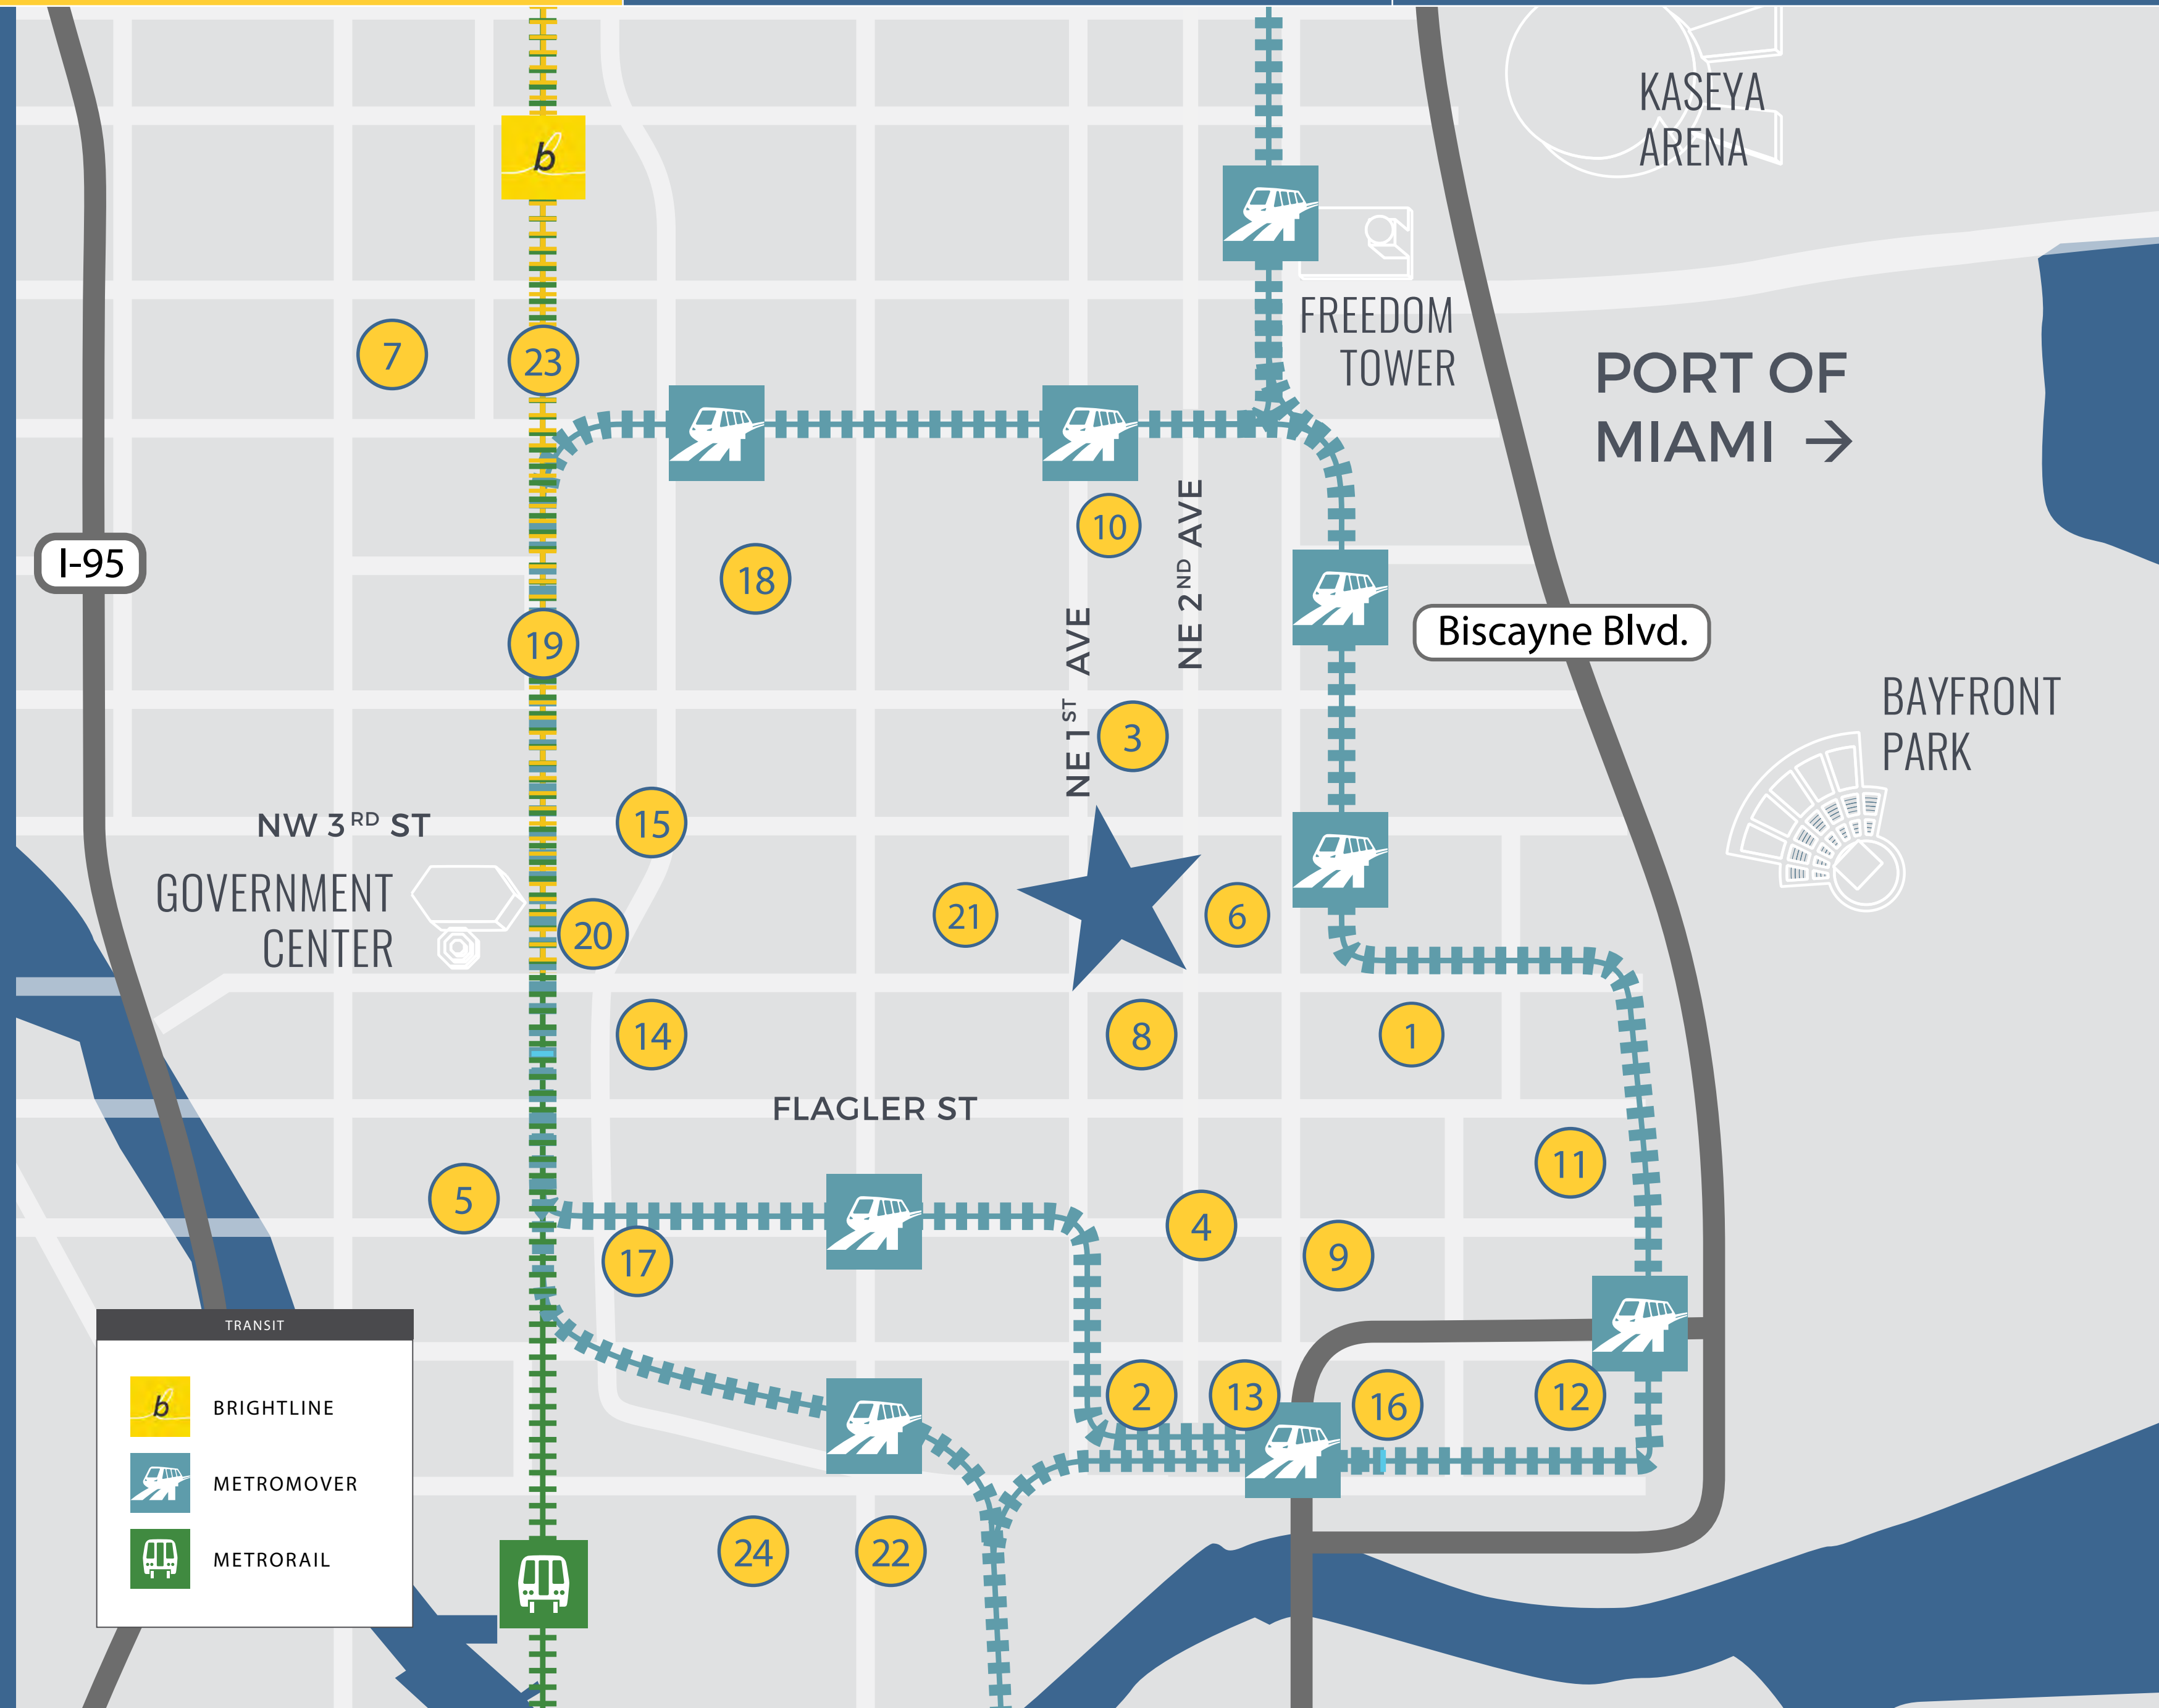 KASEYA
ARENA
b
FREEDOM
TOWER
7
23
PORT OF
MIAMI →
10
NE 2ND AVE
I-95
18
NE 1ST AVE
19
Biscayne Blvd.
3
BAYFRONT
PARK
15
NW 3RD ST
GOVERNMENT
CENTER
20
21
6
14
8
1
FLAGLER ST
11
5
4
17
9
2
13
16
12
24
22
TRANSIT
b BRIGHTLINE
METROMOVER
METRORAIL